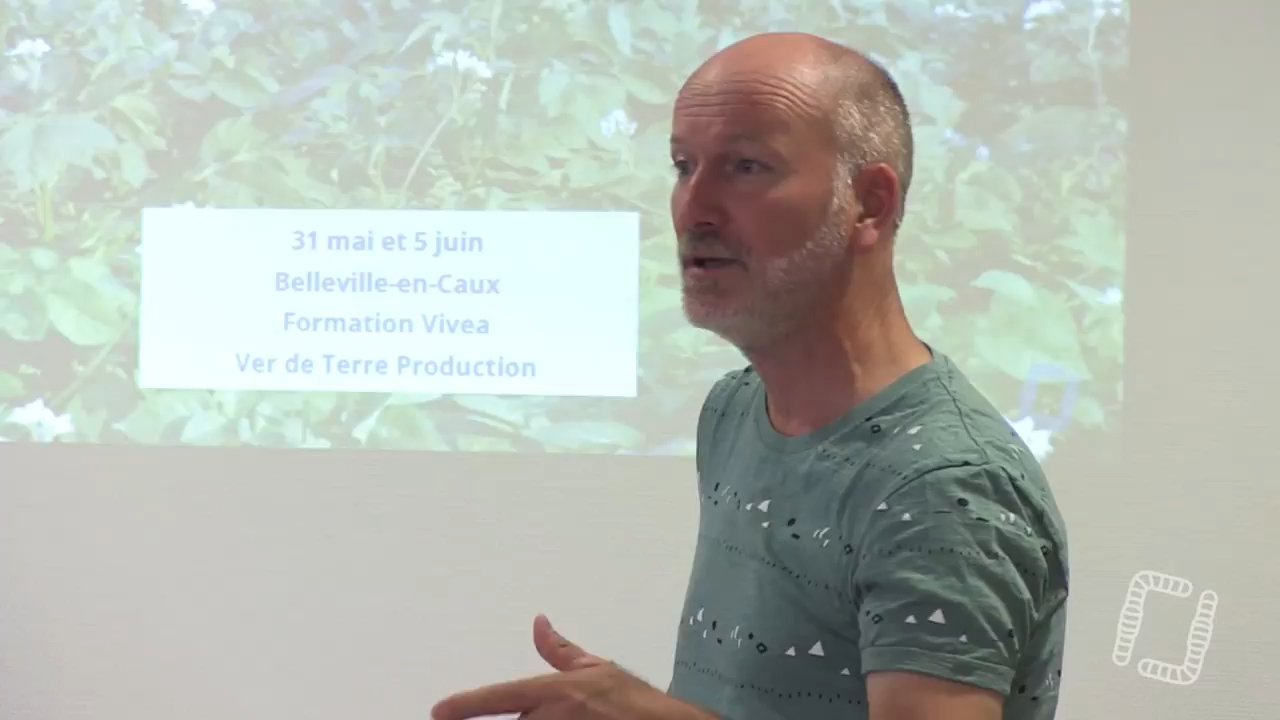 31 mai et 5 juin
Belleville-en-Caux
Formation Vivea
Ver de Terre Production